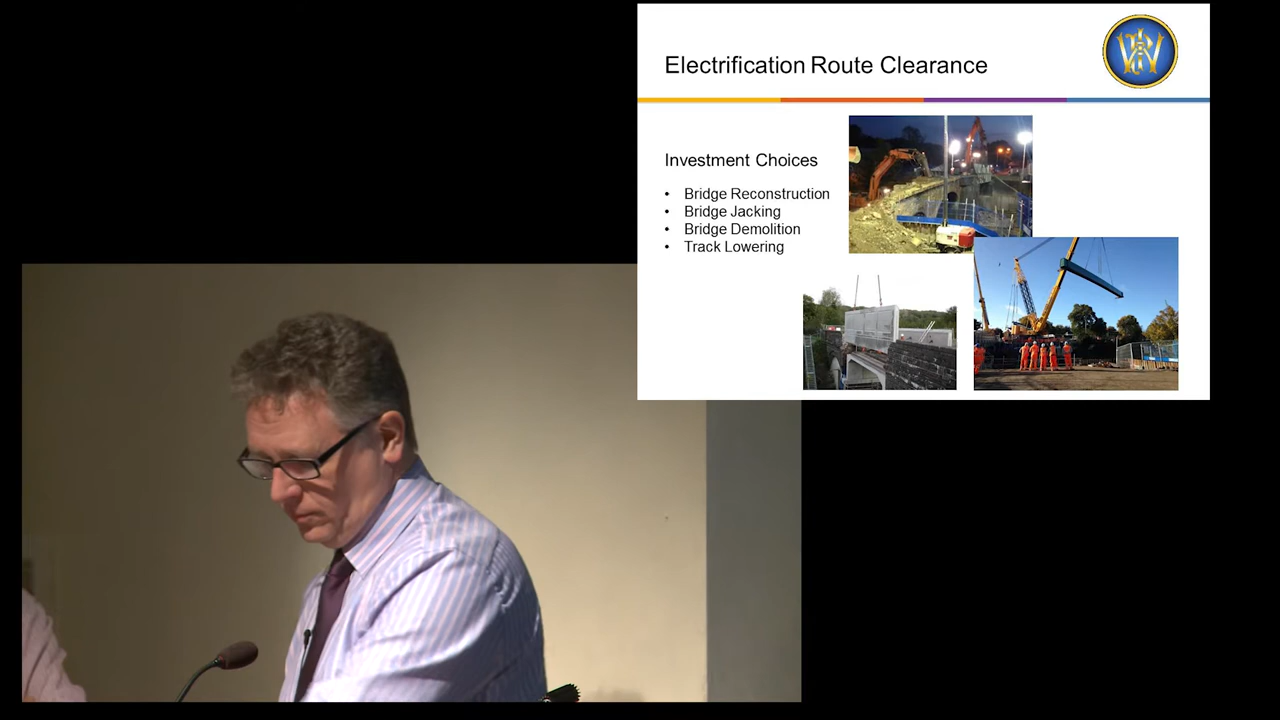 Electrification Route Clearance
Investment Choices
• Bridge Reconstruction
• Bridge Jacking
• Bridge Demolition
• Track Lowering